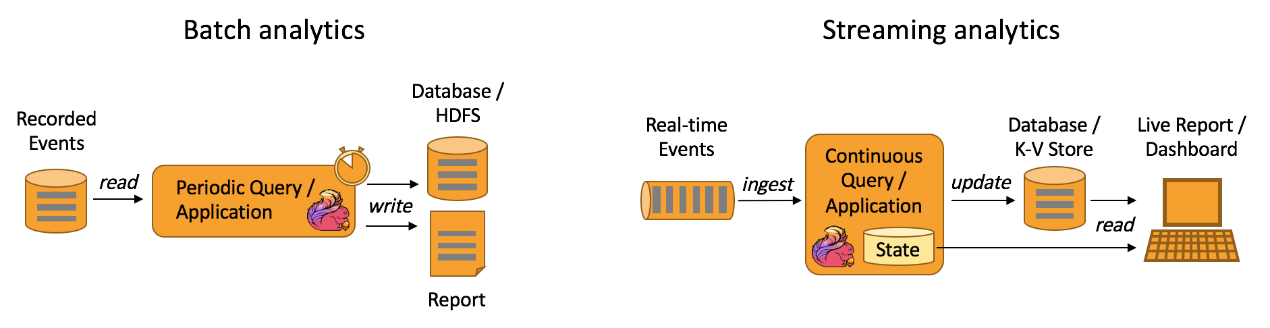 Batch analytics
Recorded
Events
read
Periodic Query /
Application
write
Database /
HDFS
Report
Streaming analytics
Real-time
Events
ingest
Continuous
Query /
Application
State
update
Database /
K-V Store
read
Live Report /
Dashboard